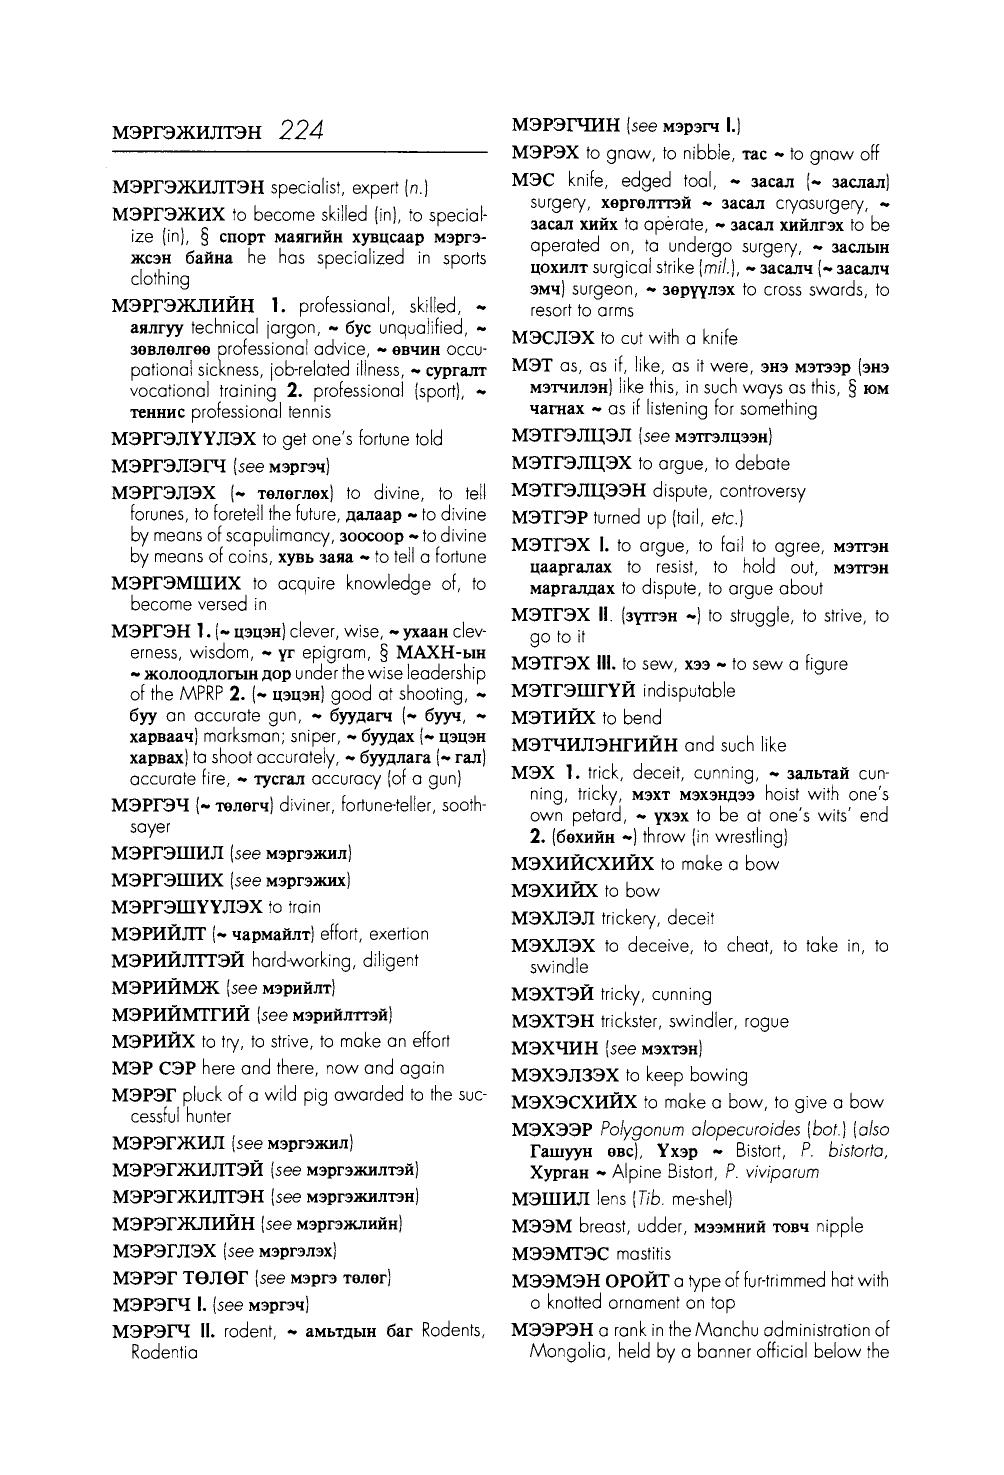 МЭРГЭЖИЛТЭН 224
МЭРГЭЖИЛТЭН specialist, expert (n.)
МЭРГЭЖИХ to become skilled (in), to special-
ize (in), § спорт маягийн хувцсаар мэргэ-
жсэн байна he has specialized in sports
clothing
МЭРГЭЖЛИЙН 1. professional, skilled, ~
аялгуу technical jargon, ~ бус unqualified, ~
зөвлөлгөө professional advice, ~ өвчин occu-
pational sickness, job-related illness, ~ сургалт
vocational training 2. professional (sport), ~
теннис professional tennis
МЭРГЭЛҮҮЛЭХ to get one's fortune told
МЭРГЭЛЭГЧ (see мэргэч)
МЭРГЭЛЭХ (~ төлөглөх) to divine, to tell
forunes, to foretell the future, далаар ~ to divine
by means of scapulimancy, зоосоор ~ to divine
by means of coins, хувь заяа ~ to tell a fortune
МЭРГЭМШИХ to acquire knowledge of, to
become versed in
МЭРГЭН 1. (~ цэцэн) clever, wise, ~ ухаан clev-
erness, wisdom, ~ үг epigram, § МАХН-ын
~ жолоодлогын дор under the wise leadership
of the MPRP 2. (~ цэцэн) good at shooting, ~
буу an accurate gun, ~ буудагч (~ бууч, ~
харваач) marksman; sniper, ~ буудах (~ цэцэн
харвах) to shoot accurately, ~ буудлага (~ гал)
accurate fire, ~ тусгал accuracy (of a gun)
МЭРГЭЧ (~ төлөгч) diviner, fortune-teller, sooth-
sayer
МЭРГЭШИЛ (see мэргэжил)
МЭРГЭШИХ (see мэргэжих)
МЭРГЭШҮҮЛЭХ to train
МЭРИЙЛТ (~ чармайлт) effort, exertion
МЭРИЙЛТТЭЙ hard-working, diligent
МЭРИЙМЖ (see мэрийлт)
МЭРИЙМТГИЙ (see мэрийлттэй)
МЭРИЙХ to try, to strive, to make an effort
МЭР СЭР here and there, now and again
МЭРЭГ pluck of a wild pig awarded to the suc-
cessful hunter
МЭРЭГЖИЛ (see мэргэжил)
МЭРЭГЖИЛТЭЙ (see мэргэжилтэй)
МЭРЭГЖИЛТЭН (see мэргэжилтэн)
МЭРЭГЖЛИЙН (see мэргэжлийн)
МЭРЭГЛЭХ (see мэргэлэх)
МЭРЭГ ТӨЛӨГ (see мэргэ төлөг)
МЭРЭГЧ I. (see мэргэч)
МЭРЭГЧ II. rodent, ~ амьтдын баг Rodents,
Rodentia
МЭРЭГЧИН (see мэрэгч I.)
МЭРЭХ to gnaw, to nibble, тас ~ to gnaw off
МЭС knife, edged tool, ~ засал (~ заслал)
surgery, хөргөлттэй ~ засал cryosurgery, ~
засал хийх to operate, ~ засал хийлгэх to be
operated on, to undergo surgery, ~ заслын
цохилт surgical strike (mil.), ~ засалч (~ засалч
эмч) surgeon, ~ зөрүүлэх to cross swords, to
resort to arms
МЭСЛЭХ to cut with a knife
МЭТ as, as if, like, as it were, энэ мэтээр (энэ
мэтчилэн) like this, in such ways as this, § юм
чагнах ~ as if listening for something
МЭТГЭЛЦЭЛ (see мэтгэлцээн)
МЭТГЭЛЦЭХ to argue, to debate
МЭТГЭЛЦЭЭН dispute, controversy
МЭТГЭР turned up (tail, etc.)
МЭТГЭХ I. to argue, to fail to agree, мэтгэн
цааргалах to resist, to hold out, мэтгэн
маргалдах to dispute, to argue about
МЭТГЭХ II. (зүтгэн ~) to struggle, to strive, to
go to it
МЭТГЭХ III. to sew, хээ ~ to sew a figure
МЭТГЭШГҮЙ indisputable
МЭТИЙХ to bend
МЭТЧИЛЭНГИЙН and such like
МЭХ 1. trick, deceit, cunning, ~ зальтай cun-
ning, tricky, мэхт мэхэндээ hoist with one's
own petard, ~ үхэх to be at one's wits' end
2. (бөхийн ~) throw (in wrestling)
МЭХИЙСХИЙХ to make a bow
МЭХИЙХ to bow
МЭХЛЭЛ trickery, deceit
МЭХЛЭХ to deceive, to cheat, to take in, to
swindle
МЭХТЭЙ tricky, cunning
МЭХТЭН trickster, swindler, rogue
МЭХЧИН (see мэхтэн)
МЭХЭЛЗЭХ to keep bowing
МЭХЭСХИЙХ to make a bow, to give a bow
МЭХЭЭР Polygonum alopecuroides (bot.) (also
Гашуун өвс), Үхэр ~ Bistort, P. bistorta,
Хурган ~ Alpine Bistort, P. viviparum
МЭШИЛ lens (Tib. me-shel)
МЭЭМ breast, udder, мээмний товч nipple
МЭЭМТЭС mastitis
МЭЭМЭН ОРОЙТ a type of fur-trimmed hat with
a knotted ornament on top
МЭЭРЭН a rank in the Manchu administration of
Mongolia, held by a banner official below the